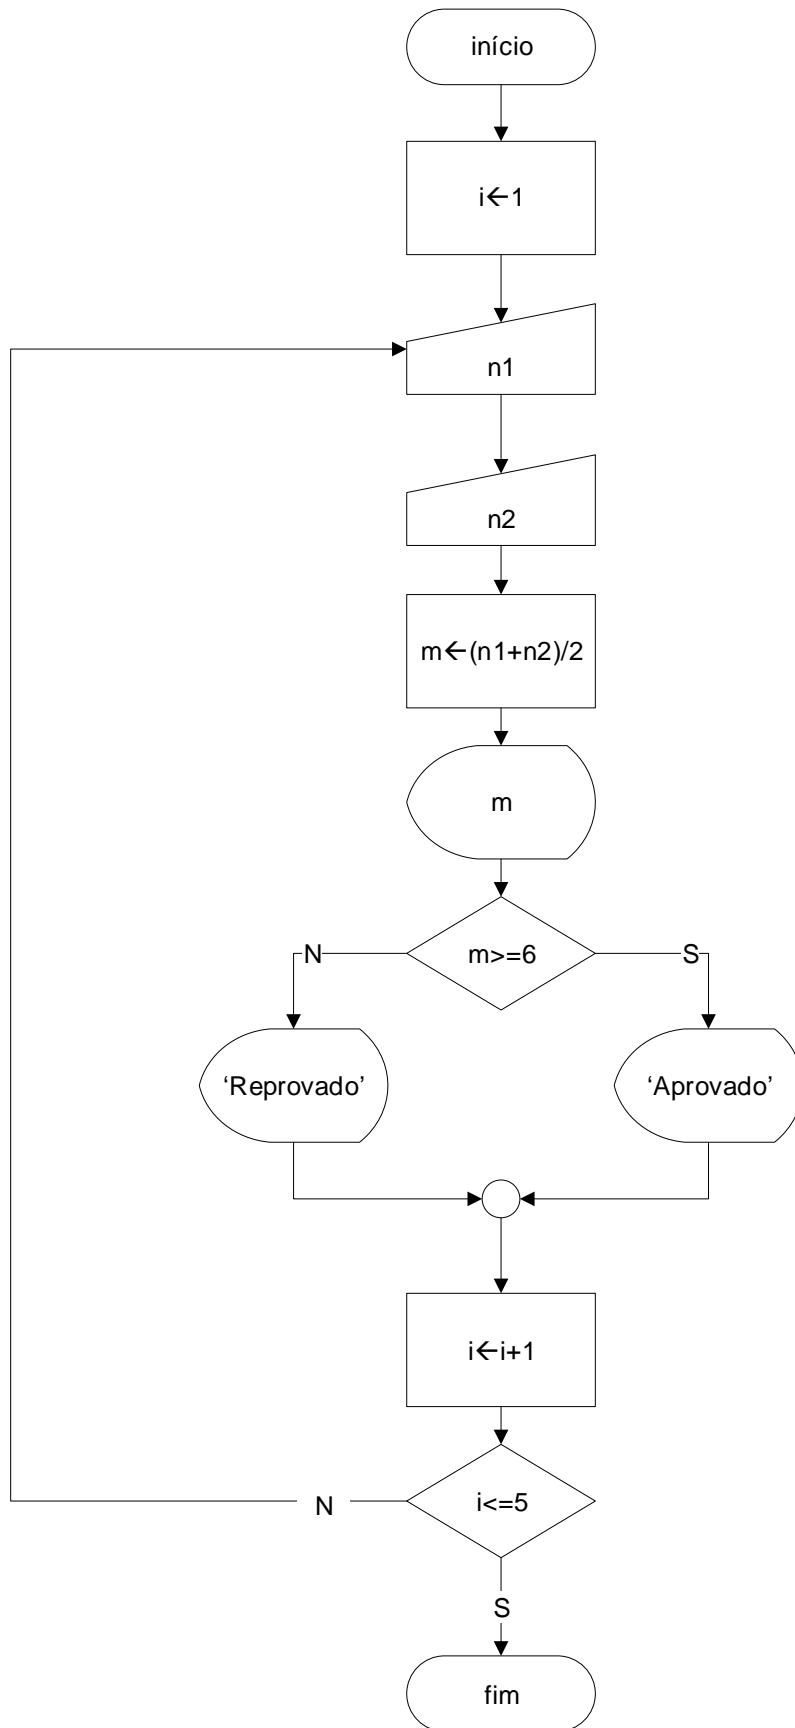 início
i←1
n1
n2
m←(n1+n2)/2
m
N
m>=6
S
‘Reprovado’
‘Aprovado’
i←i+1
N
i<=5
S
fim